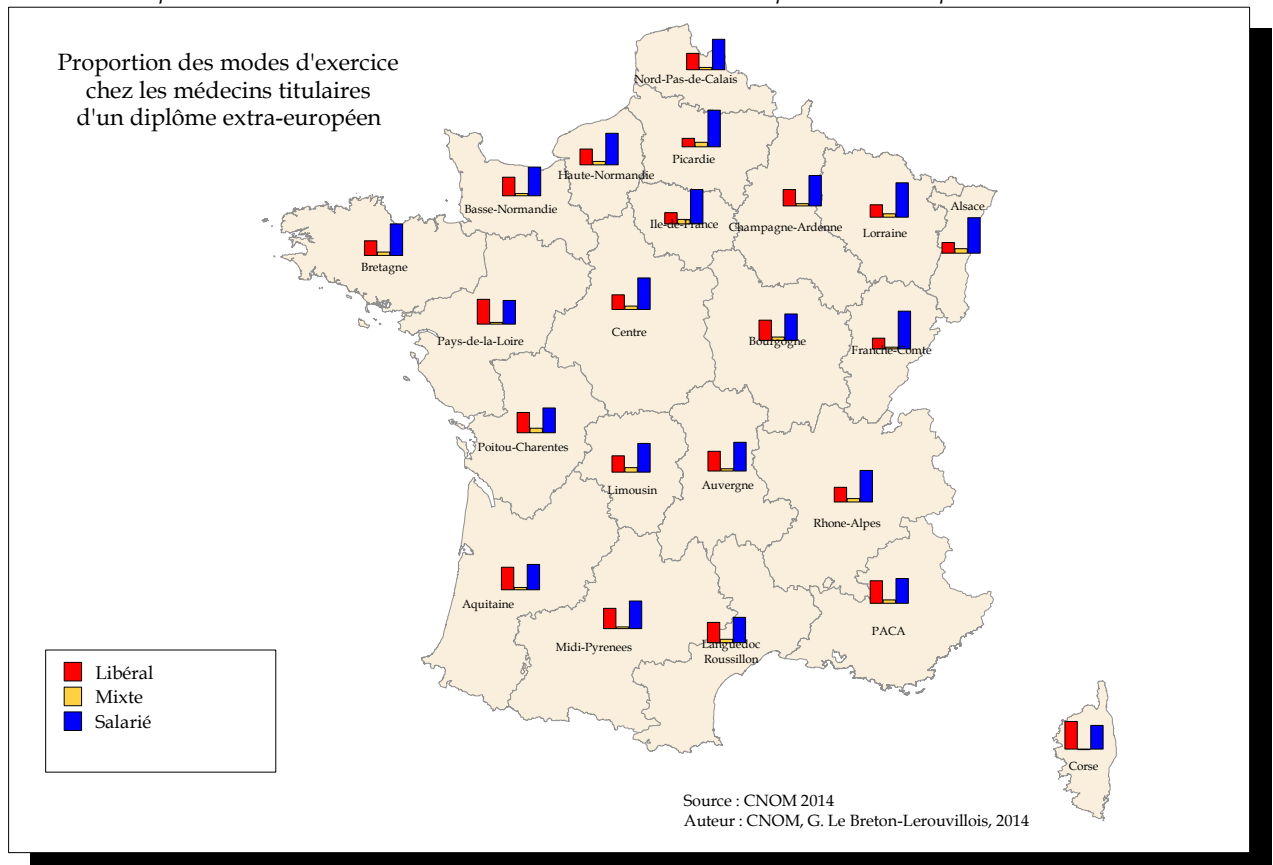 Proportion des modes d'exercice
chez les médecins titulaires
d'un diplôme extra-européen
Nord-Pas-de-Calais
Picardie
Haute-Normandie
Basse-Normandie
Ile-de-France
Champagne-Ardenne
Lorraine
Alsace
Bretagne
Pays-de-la-Loire
Centre
Bourgogne
Franche-Comte
Poitou-Charentes
Limousin
Auvergne
Rhone-Alpes
Aquitaine
Midi-Pyrenees
Languedoc
Roussillon
PACA
Corse
Libéral
Mixte
Salarié
Source : CNOM 2014
Auteur : CNOM, G. Le Breton-Lerouvillois, 2014